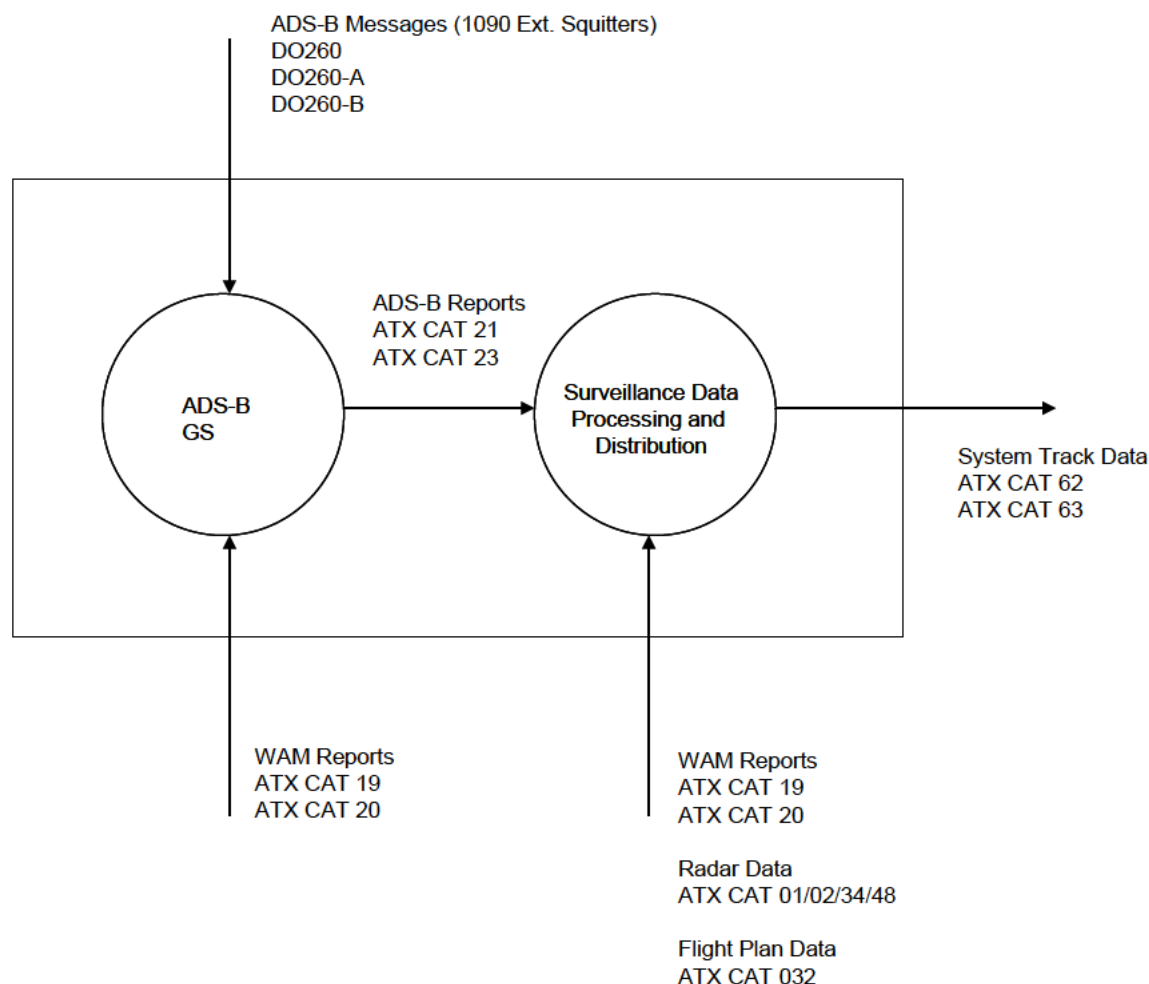 ADS-B Messages (1090 Ext. Squitters)
DO260
DO260-A
DO260-B
ADS-B Reports
ATX CAT 21
ATX CAT 23
ADS-B
GS
Surveillance Data
Processing and
Distribution
System Track Data
ATX CAT 62
ATX CAT 63
WAM Reports
ATX CAT 19
ATX CAT 20
WAM Reports
ATX CAT 19
ATX CAT 20
Radar Data
ATX CAT 01/02/34/48
Flight Plan Data
ATX CAT 032